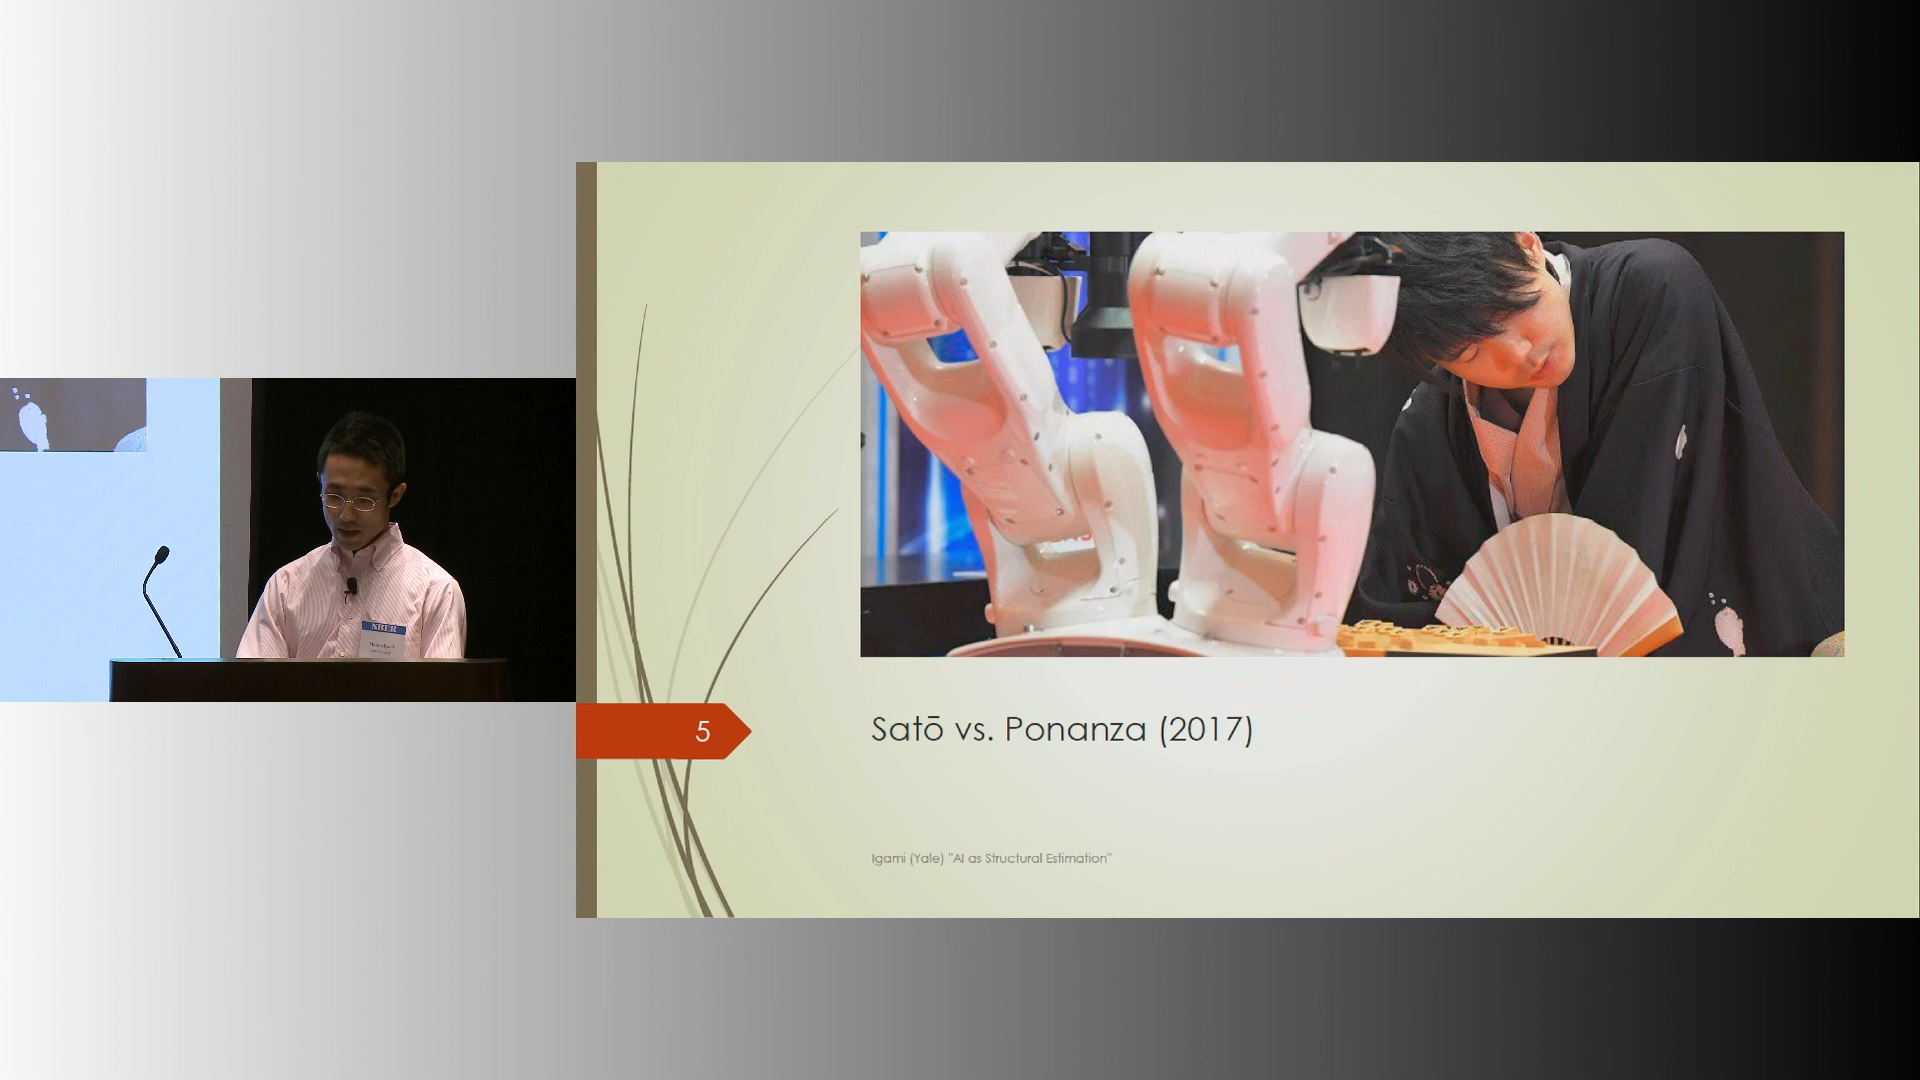 5
Satō vs. Ponanza (2017)
Igami (Yale) "AI as Structural Estimation"